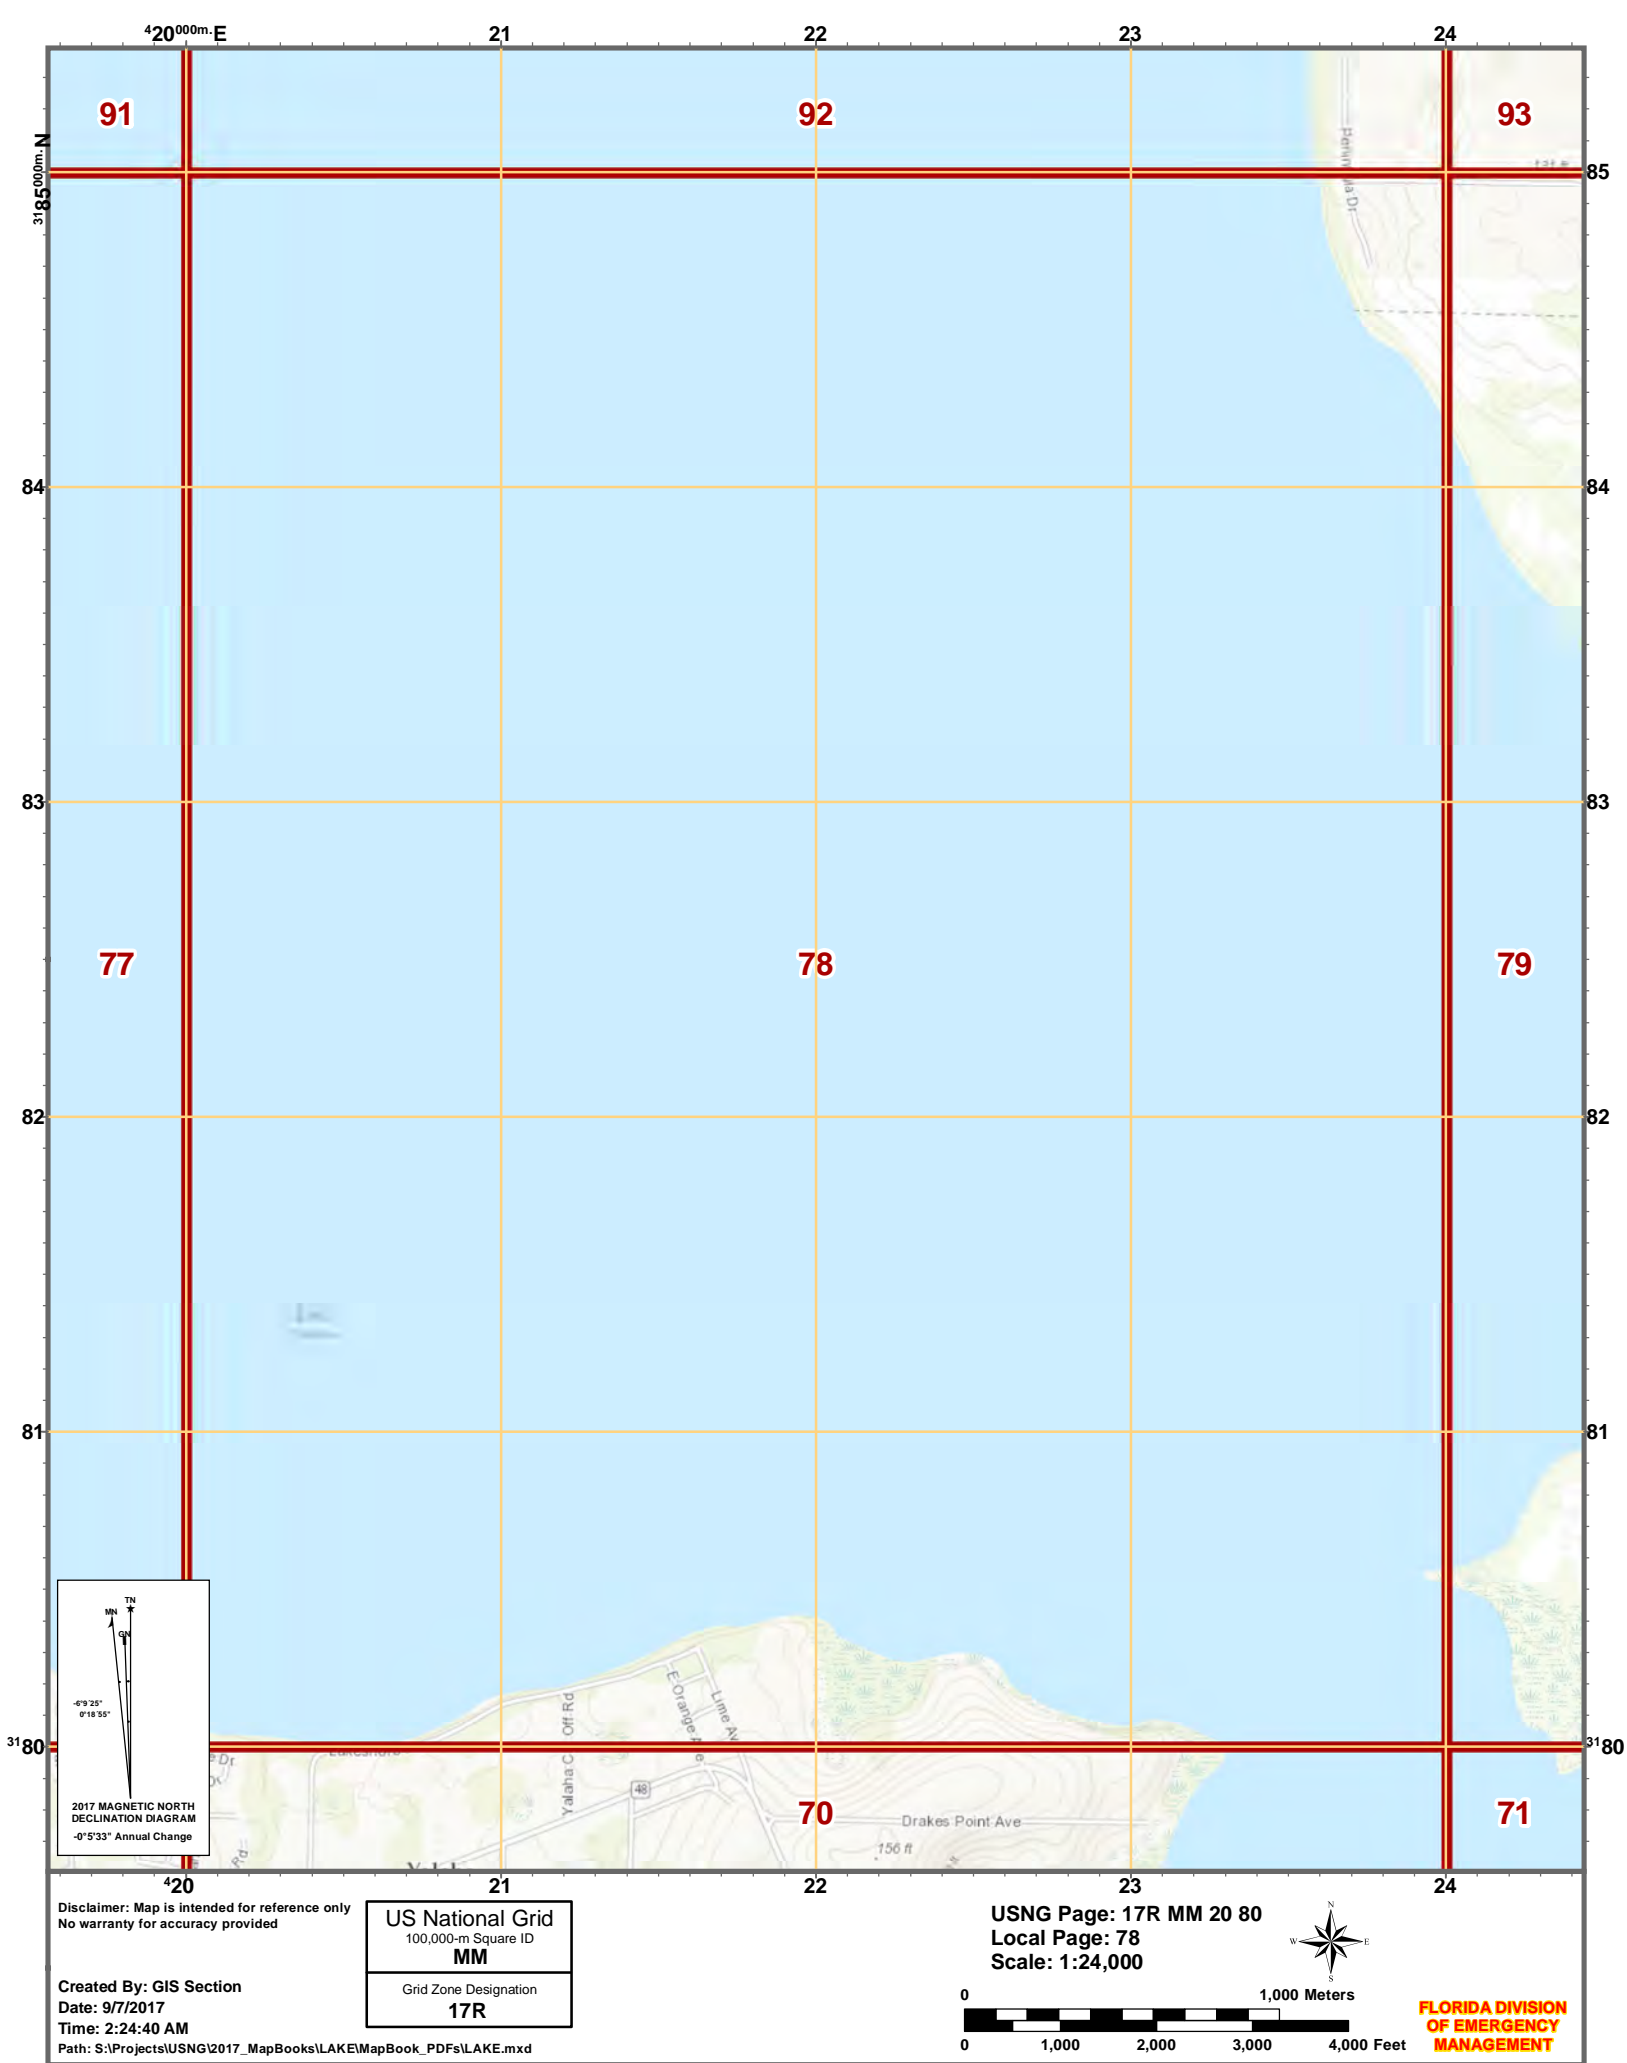 420000m.E 21 22 23 24
91 92 93
3185000m.N 85
Peninsula Dr
84 84
83 83
77 78 79
82 82
81 81
TN
MN
GN
-6°9'25"
0°18'55"
E Orange Ave
Lime Av
Off Rd
Yalaha C
3180 3180
Lakeshore
e Dr
Dr
48
70 71
Drakes Point Ave
156 ft
Rd
2017 MAGNETIC NORTH
DECLINATION DIAGRAM
-0°5'33" Annual Change
420 21 22 23 24
Disclaimer: Map is intended for reference only
No warranty for accuracy provided
US National Grid
100,000-m Square ID
MM
Grid Zone Designation
17R
Created By: GIS Section
Date: 9/7/2017
Time: 2:24:40 AM
Path: S:\Projects\USNG\2017_MapBooks\LAKE\MapBook_PDFs\LAKE.mxd
USNG Page: 17R MM 20 80
Local Page: 78
Scale: 1:24,000
N
W E
S
0 1,000 Meters
0 1,000 2,000 3,000 4,000 Feet
FLORIDA DIVISION
OF EMERGENCY
MANAGEMENT